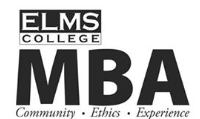 ELMS
COLLEGE
MBA
Community • Ethics • Experience